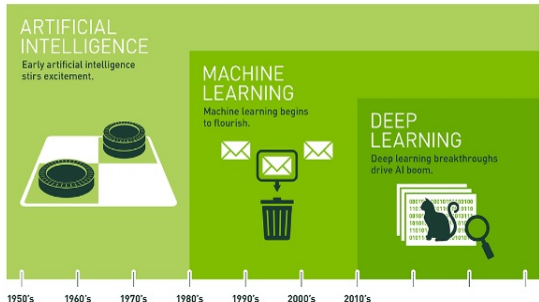 ARTIFICIAL
INTELLIGENCE
Early artificial intelligence
stirs excitement.
MACHINE
LEARNING
Machine learning begins
to flourish.
DEEP
LEARNING
Deep learning breakthroughs
drive AI boom.
1950's 1960's 1970's 1980's 1990's 2000's 2010's